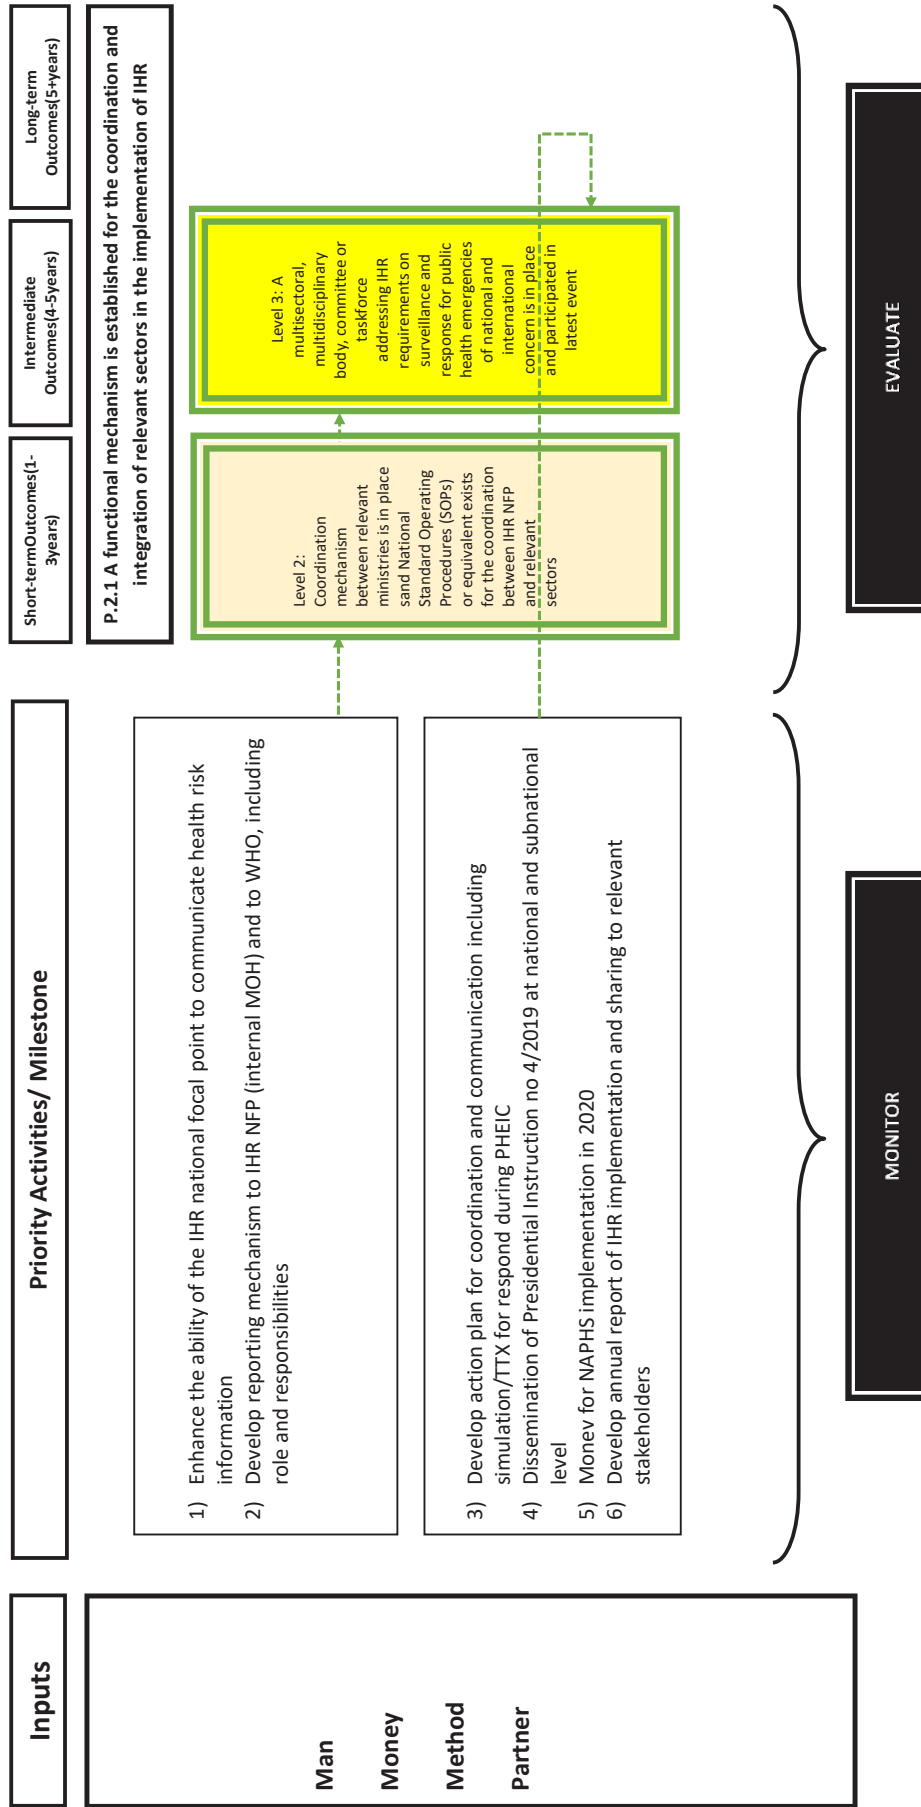 Inputs
Priority Activities/ Milestone
Short-termOutcomes(1-
3years)
Intermediate
Outcomes(4-5years)
Long-term
Outcomes(5+years)
P.2.1 A functional mechanism is established for the coordination and
integration of relevant sectors in the implementation of IHR
Man
Money
Method
Partner
1) Enhance the ability of the IHR national focal point to communicate health risk
information
2) Develop reporting mechanism to IHR NFP (internal MOH) and to WHO, including
role and responsibilities
3) Develop action plan for coordination and communication including
simulation/TTX for respond during PHEIC
4) Dissemination of Presidential Instruction no 4/2019 at national and subnational
level
5) Monev for NAPHS implementation in 2020
6) Develop annual report of IHR implementation and sharing to relevant
stakeholders
Level 2:
Coordination
mechanism
between relevant
ministries is in place
sand National
Standard Operating
Procedures (SOPs)
or equivalent exists
for the coordination
between IHR NFP
and relevant
sectors
Level 3: A
multisectoral,
multidisciplinary
body, committee or
taskforce
addressing IHR
requirements on
surveillance and
response for public
health emergencies
of national and
international
concern is in place
and participated in
latest event
MONITOR
EVALUATE